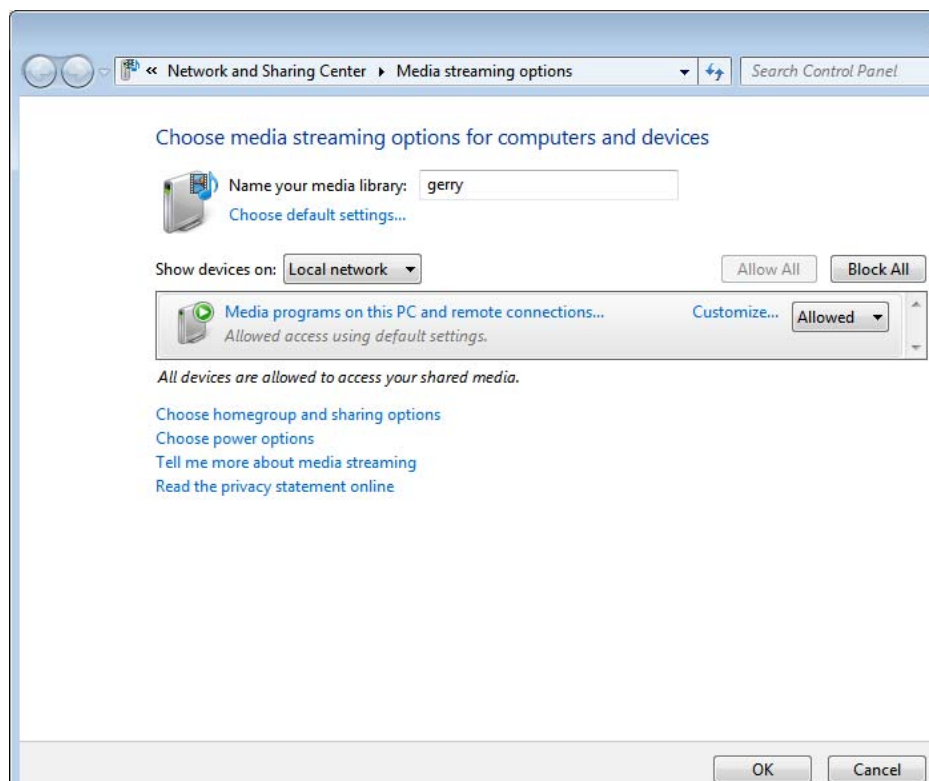 « Network and Sharing Center ▸ Media streaming options Search Control Panel
Choose media streaming options for computers and devices
Name your media library: gerry
Choose default settings...
Show devices on: Local network Allow All Block All
Media programs on this PC and remote connections... Customize... Allowed
Allowed access using default settings.
All devices are allowed to access your shared media.
Choose homegroup and sharing options
Choose power options
Tell me more about media streaming
Read the privacy statement online
OK Cancel